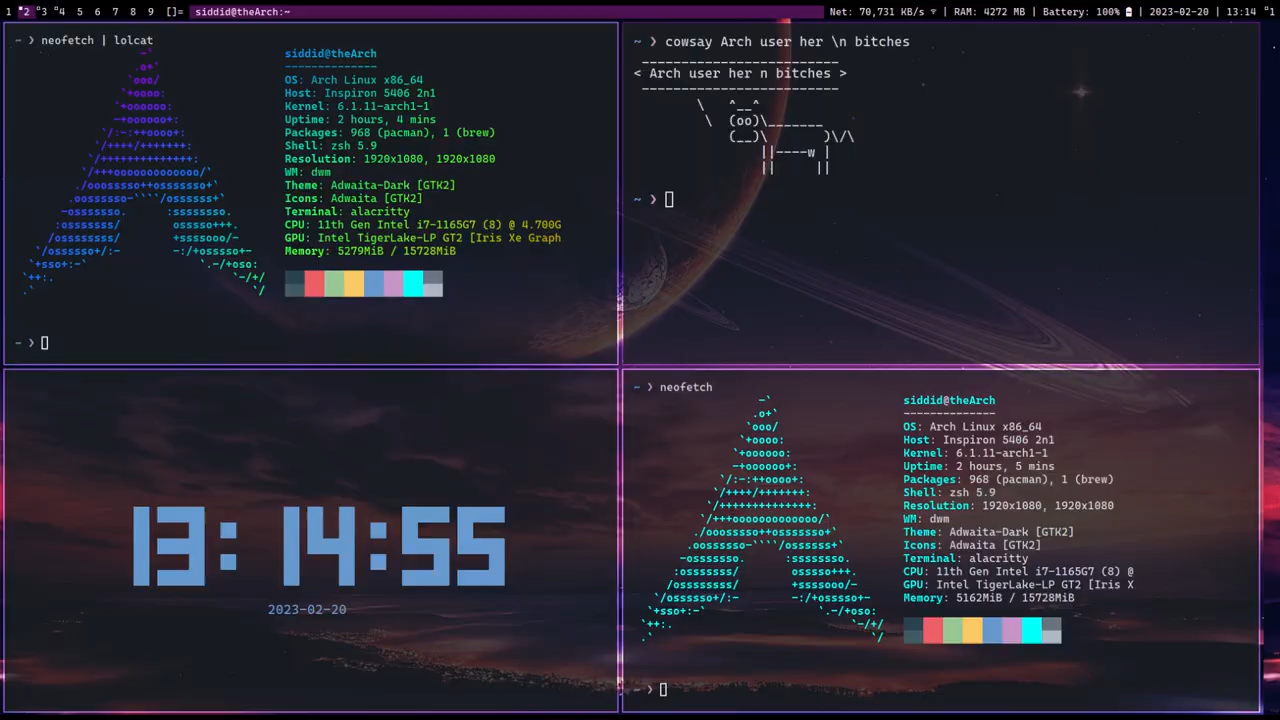 1 2 3 4 5 6 7 8 9 []= siddid@theArch:~ Net: 70,731 KB/s | RAM: 4272 MB | Battery: 100% | 2023-02-20 | 13:14 1
~ ❯ neofetch | lolcat
siddid@theArch
--------------
OS: Arch Linux x86_64
Host: Inspiron 5406 2n1
Kernel: 6.1.11-arch1-1
Uptime: 2 hours, 4 mins
Packages: 968 (pacman), 1 (brew)
Shell: zsh 5.9
Resolution: 1920x1080, 1920x1080
WM: dwm
Theme: Adwaita-Dark [GTK2]
Icons: Adwaita [GTK2]
Terminal: alacritty
CPU: 11th Gen Intel i7-1165G7 (8) @ 4.700G
GPU: Intel TigerLake-LP GT2 [Iris Xe Graph
Memory: 5279MiB / 15728MiB
~ ❯
~ ❯ cowsay Arch user her \n bitches
< Arch user her n bitches >
~ ❯
13:14:55
2023-02-20
~ ❯ neofetch
siddid@theArch
--------------
OS: Arch Linux x86_64
Host: Inspiron 5406 2n1
Kernel: 6.1.11-arch1-1
Uptime: 2 hours, 5 mins
Packages: 968 (pacman), 1 (brew)
Shell: zsh 5.9
Resolution: 1920x1080, 1920x1080
WM: dwm
Theme: Adwaita-Dark [GTK2]
Icons: Adwaita [GTK2]
Terminal: alacritty
CPU: 11th Gen Intel i7-1165G7 (8) @
GPU: Intel TigerLake-LP GT2 [Iris X
Memory: 5162MiB / 15728MiB
~ ❯